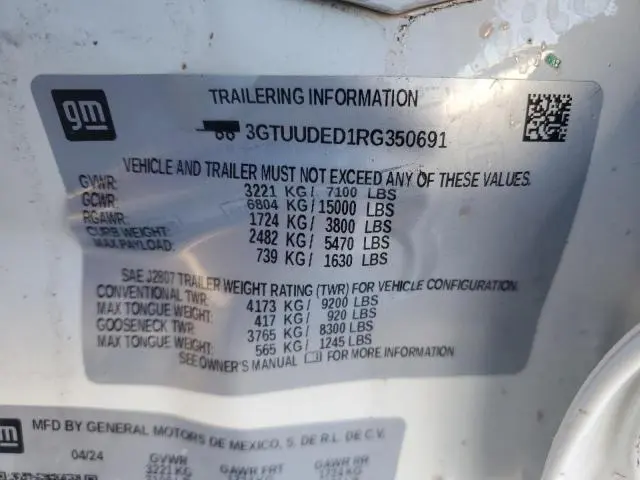 gm
TRAILERING INFORMATION
3GTUUDED1RG350691
VEHICLE AND TRAILER MUST NOT EXCEED ANY OF THESE VALUES.
GVWR: 3221 KG/ 7100 LBS
GCWR: 6804 KG/15000 LBS
RGAWR: 1724 KG/ 3800 LBS
CURB WEIGHT: 2482 KG/ 5470 LBS
MAX PAYLOAD: 739 KG/ 1630 LBS
SAE J2807 TRAILER WEIGHT RATING (TWR) FOR VEHICLE CONFIGURATION.
CONVENTIONAL TWR: 4173 KG/ 9200 LBS
MAX TONGUE WEIGHT: 417 KG/ 920 LBS
GOOSENECK TWR: 3765 KG/ 8300 LBS
MAX TONGUE WEIGHT: 565 KG/ 1245 LBS
SEE OWNER'S MANUAL FOR MORE INFORMATION
gm
MFD BY GENERAL MOTORS DE MEXICO, S. DE R.L. DE C.V.
04/24 GVWR GAWR FRT GAWR RR
3221 KG 1724 KG